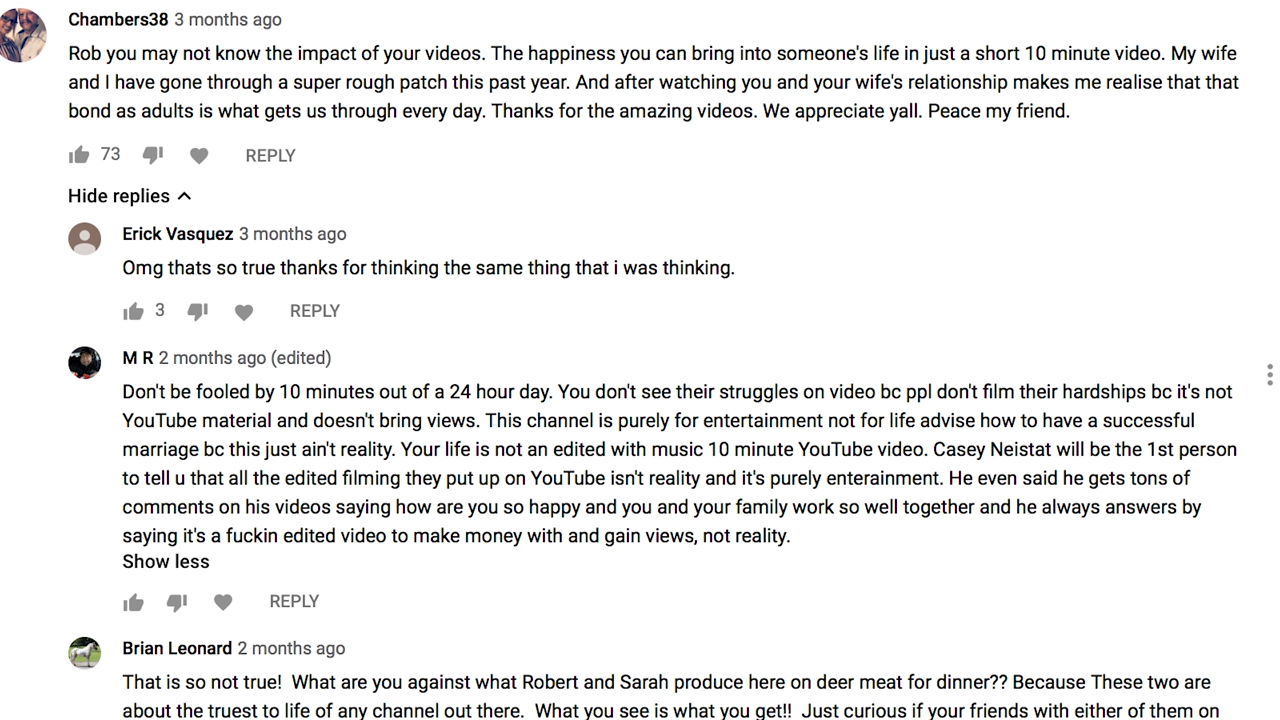 Chambers38 3 months ago
Rob you may not know the impact of your videos. The happiness you can bring into someone's life in just a short 10 minute video. My wife
and I have gone through a super rough patch this past year. And after watching you and your wife's relationship makes me realise that that
bond as adults is what gets us through every day. Thanks for the amazing videos. We appreciate yall. Peace my friend.
73 REPLY
Hide replies
Erick Vasquez 3 months ago
Omg thats so true thanks for thinking the same thing that i was thinking.
3 REPLY
M R 2 months ago (edited)
Don't be fooled by 10 minutes out of a 24 hour day. You don't see their struggles on video bc ppl don't film their hardships bc it's not
YouTube material and doesn't bring views. This channel is purely for entertainment not for life advise how to have a successful
marriage bc this just ain't reality. Your life is not an edited with music 10 minute YouTube video. Casey Neistat will be the 1st person
to tell u that all the edited filming they put up on YouTube isn't reality and it's purely enterainment. He even said he gets tons of
comments on his videos saying how are you so happy and you and your family work so well together and he always answers by
saying it's a fuckin edited video to make money with and gain views, not reality.
Show less
REPLY
Brian Leonard 2 months ago
That is so not true!  What are you against what Robert and Sarah produce here on deer meat for dinner?? Because These two are
about the truest to life of any channel out there.  What you see is what you get!!  Just curious if your friends with either of them on